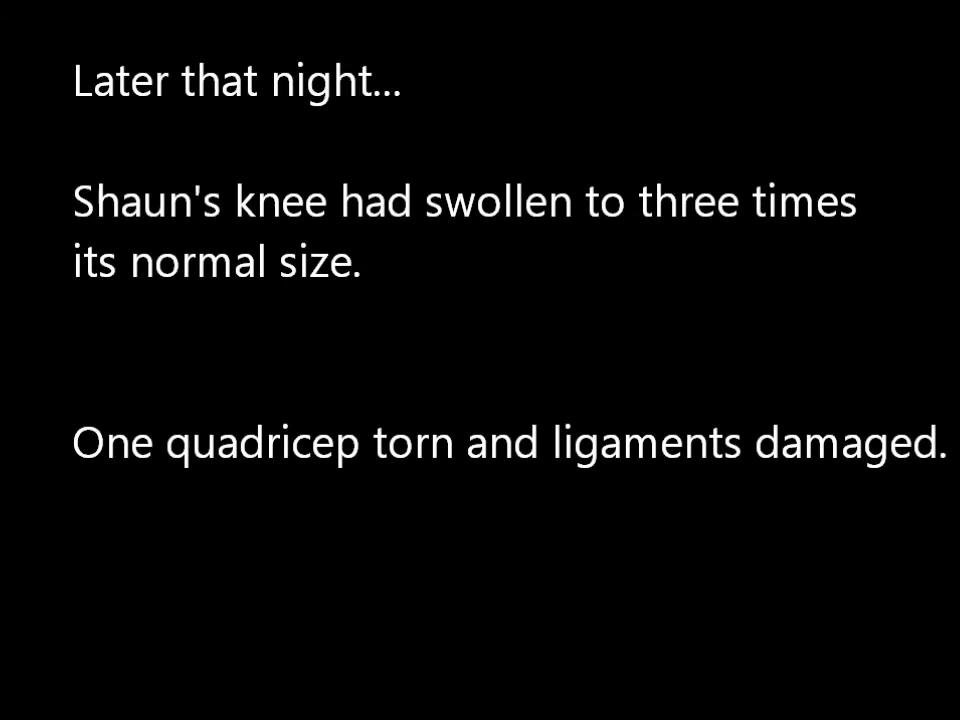 Later that night...
Shaun's knee had swollen to three times
its normal size.
One quadricep torn and ligaments damaged.